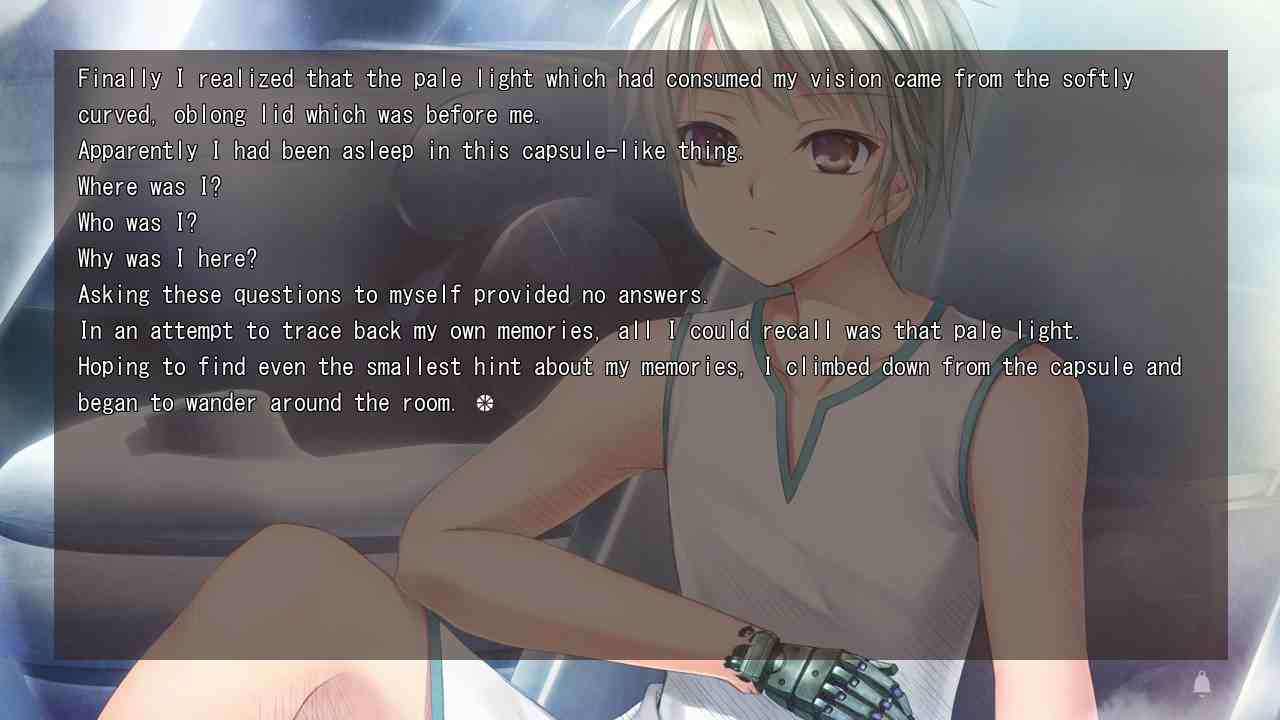 Finally I realized that the pale light which had consumed my vision came from the softly
curved, oblong lid which was before me.
Apparently I had been asleep in this capsule-like thing.
Where was I?
Who was I?
Why was I here?
Asking these questions to myself provided no answers.
In an attempt to trace back my own memories, all I could recall was that pale light.
Hoping to find even the smallest hint about my memories, I climbed down from the capsule and
began to wander around the room.